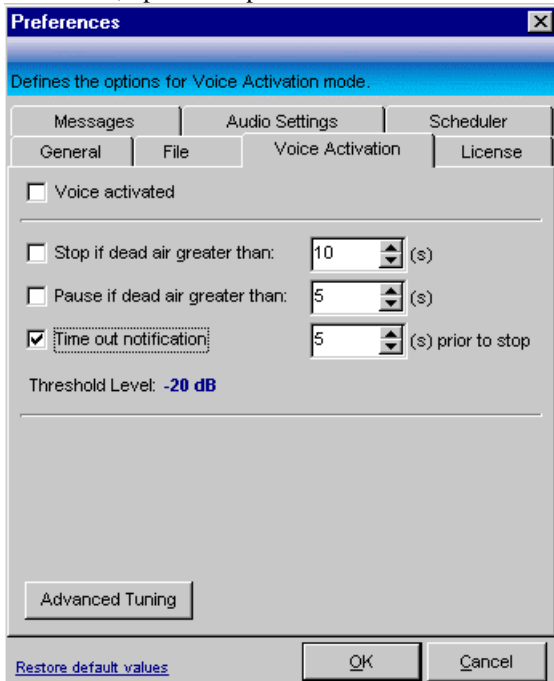 Preferences
Defines the options for Voice Activation mode.
Messages Audio Settings Scheduler
General File Voice Activation License
Voice activated
Stop if dead air greater than: 10 (s)
Pause if dead air greater than: 5 (s)
Time out notification 5 (s) prior to stop
Threshold Level: -20 dB
Advanced Tuning
Restore default values OK Cancel